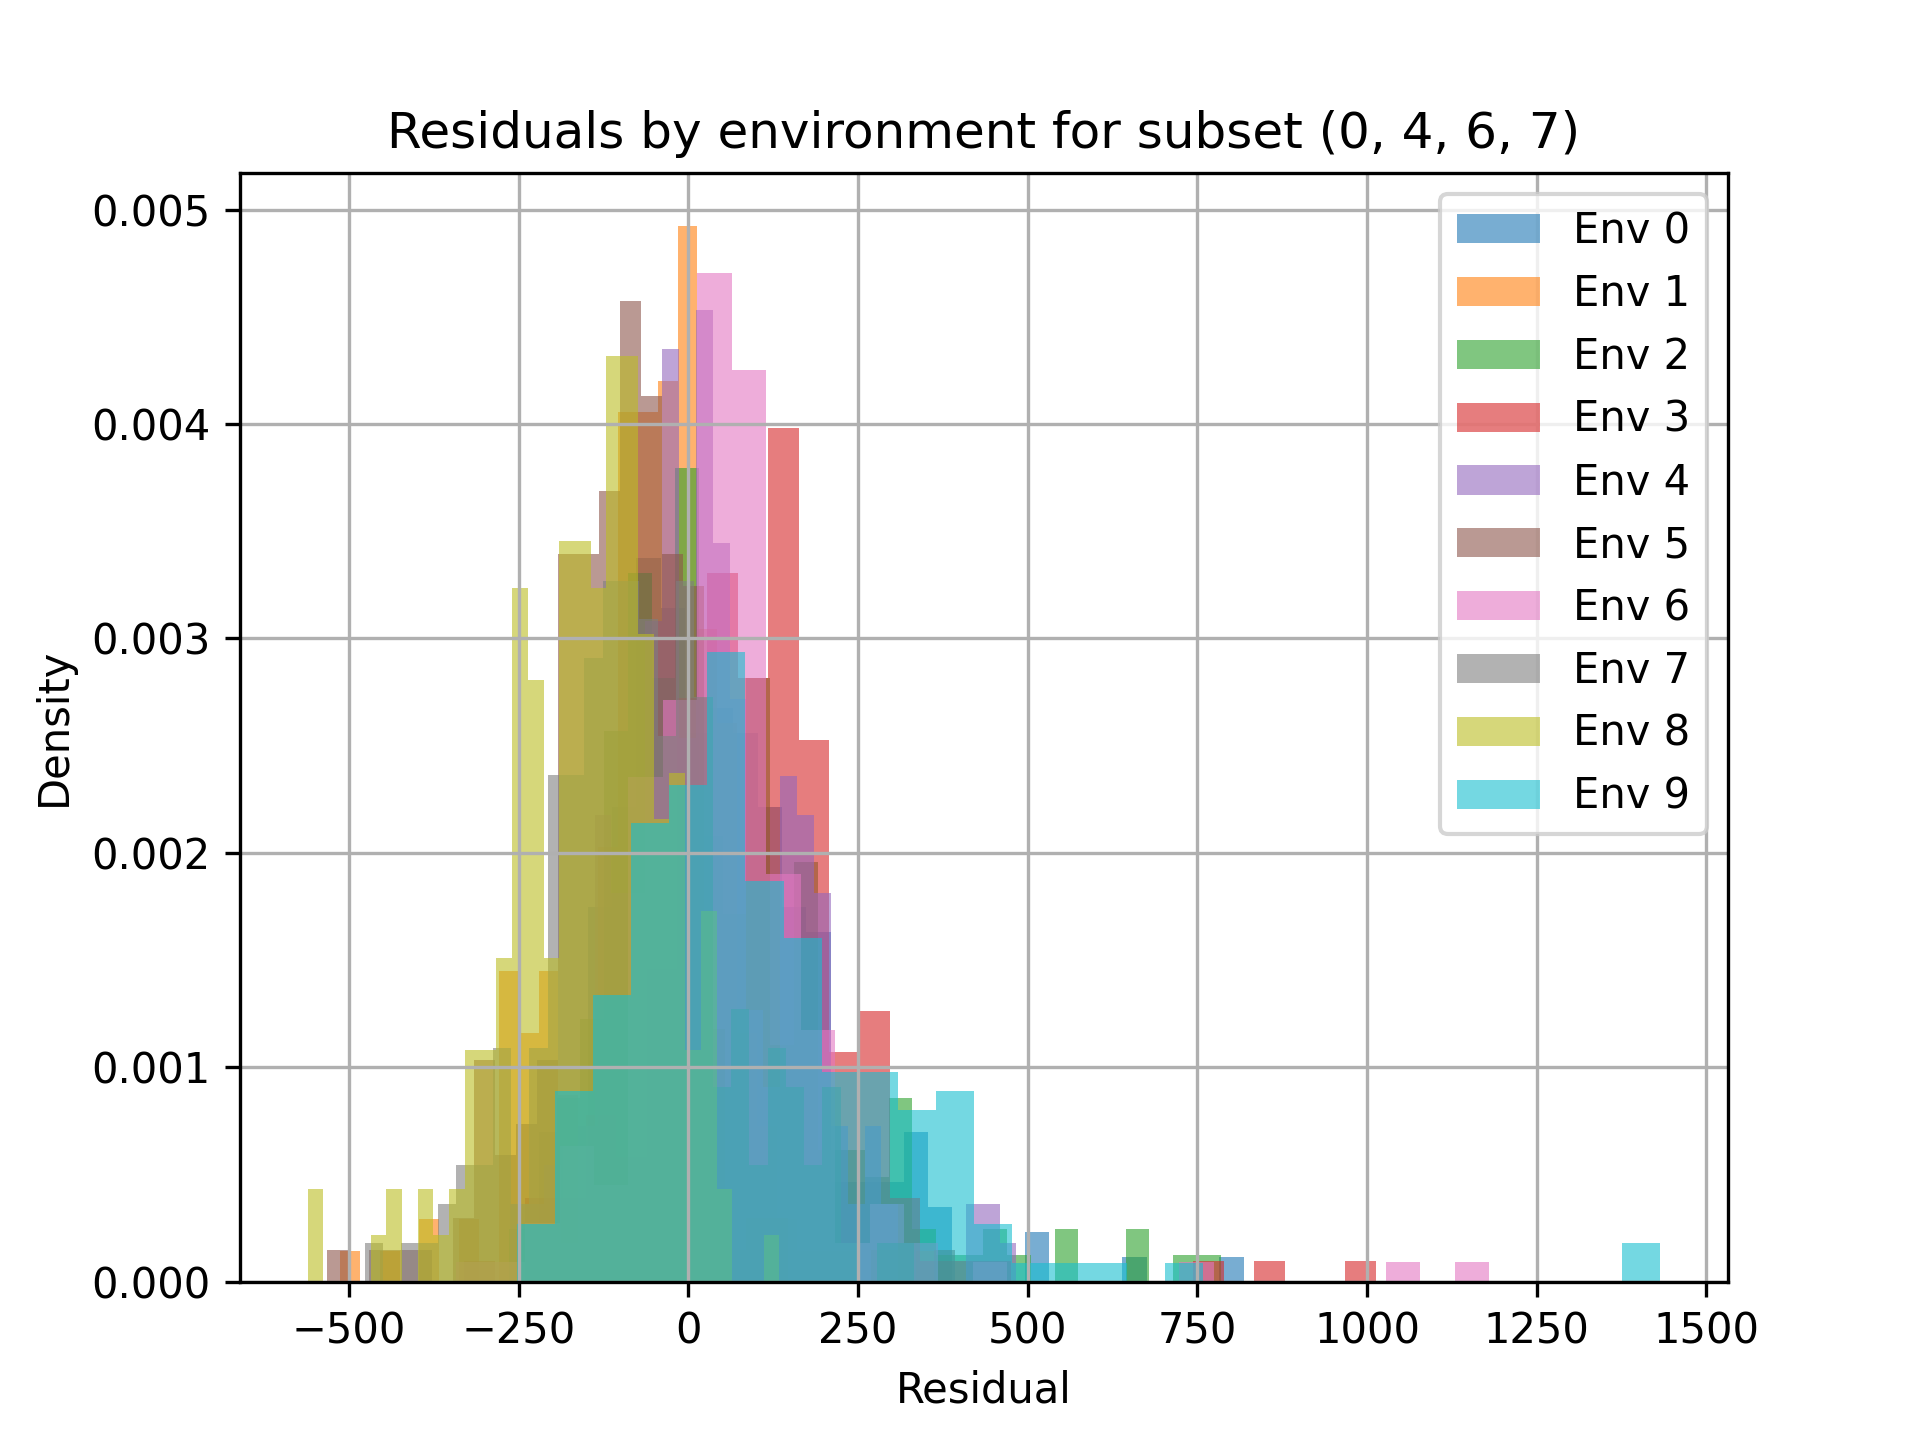 Residuals by environment for subset (0, 4, 6, 7)
0.005
0.004
0.003
0.002
0.001
0.000
Density
−500
−250
0
250
500
750
1000
1250
1500
Residual
Env 0
Env 1
Env 2
Env 3
Env 4
Env 5
Env 6
Env 7
Env 8
Env 9